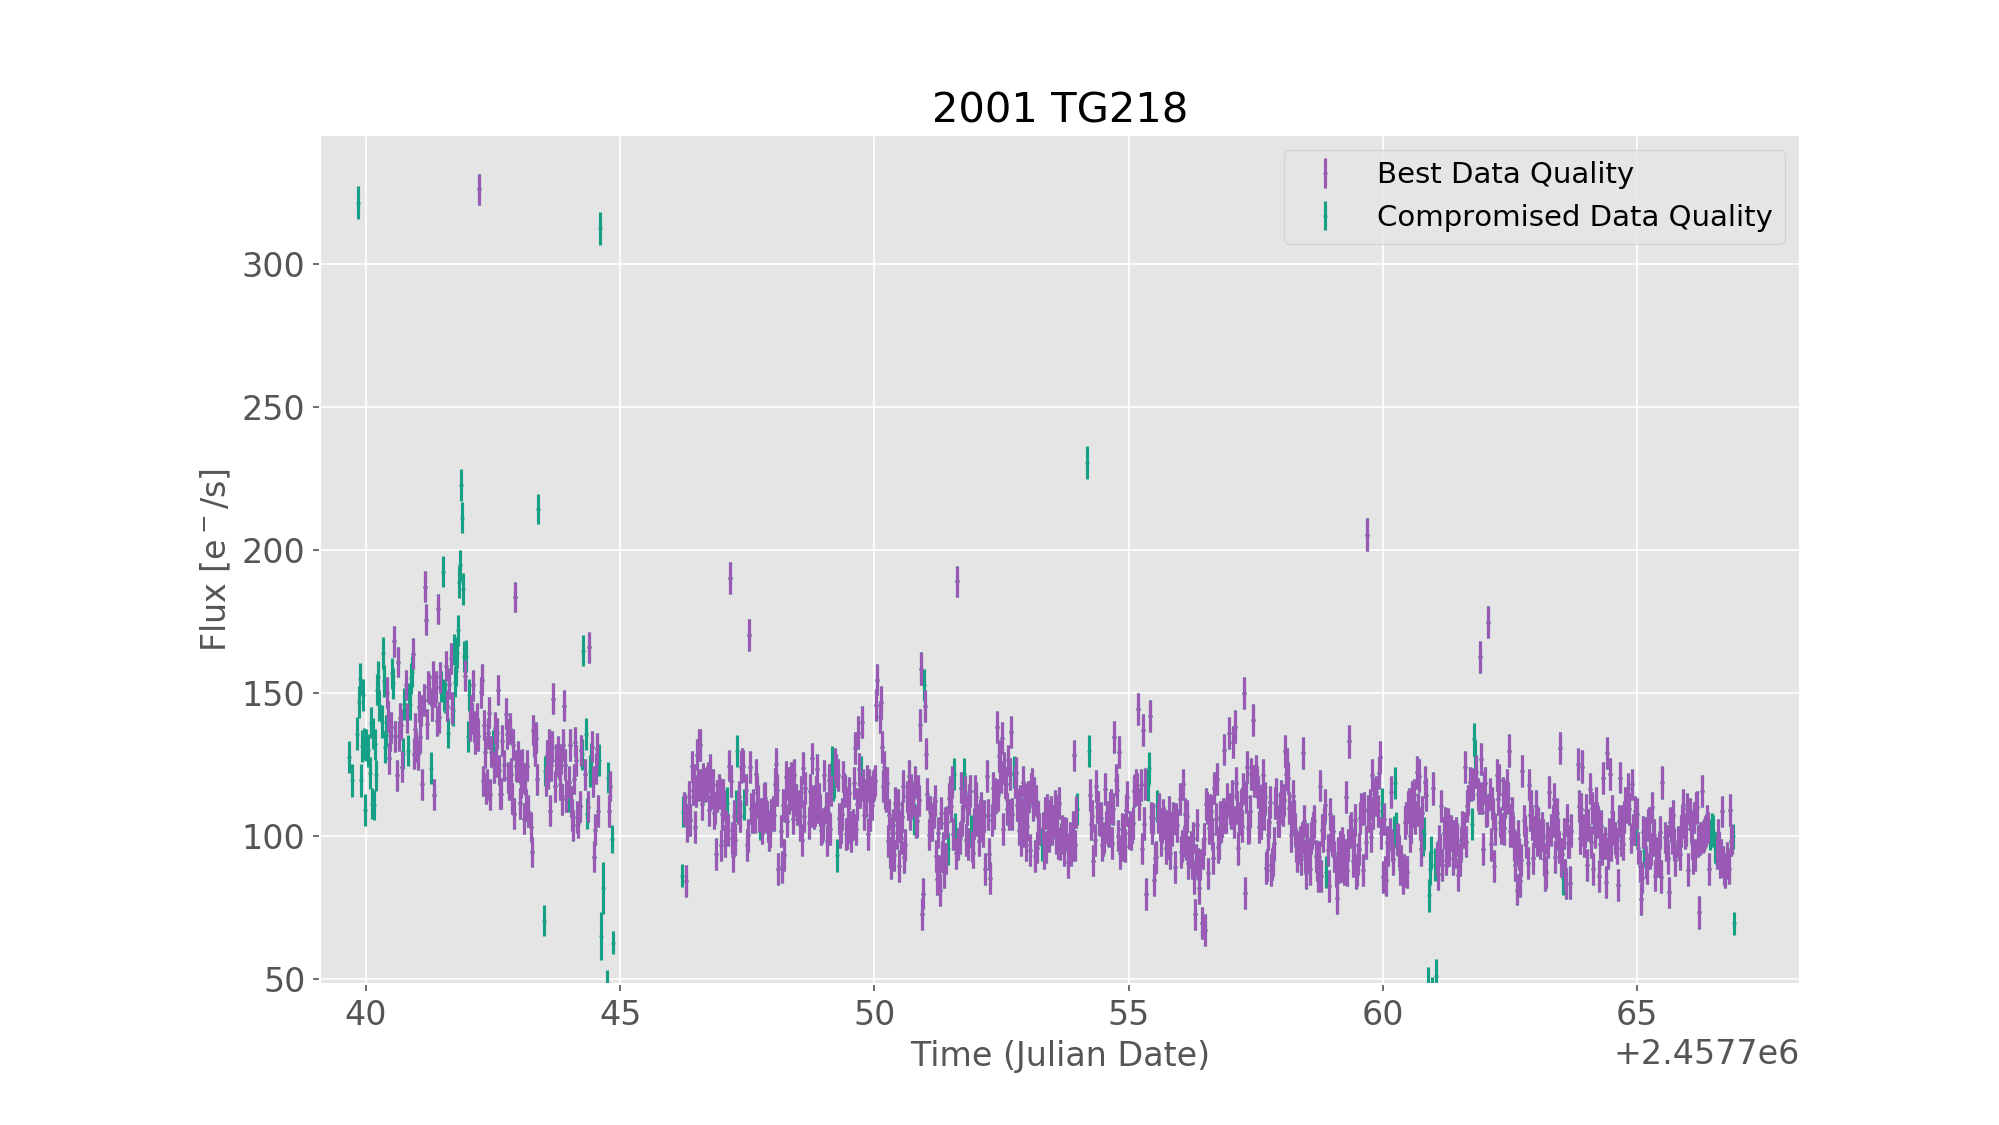 2001 TG218
Best Data Quality
Compromised Data Quality
300
250
200
150
100
50
Flux [e⁻/s]
40 45 50 55 60 65
Time (Julian Date)
+2.4577e6